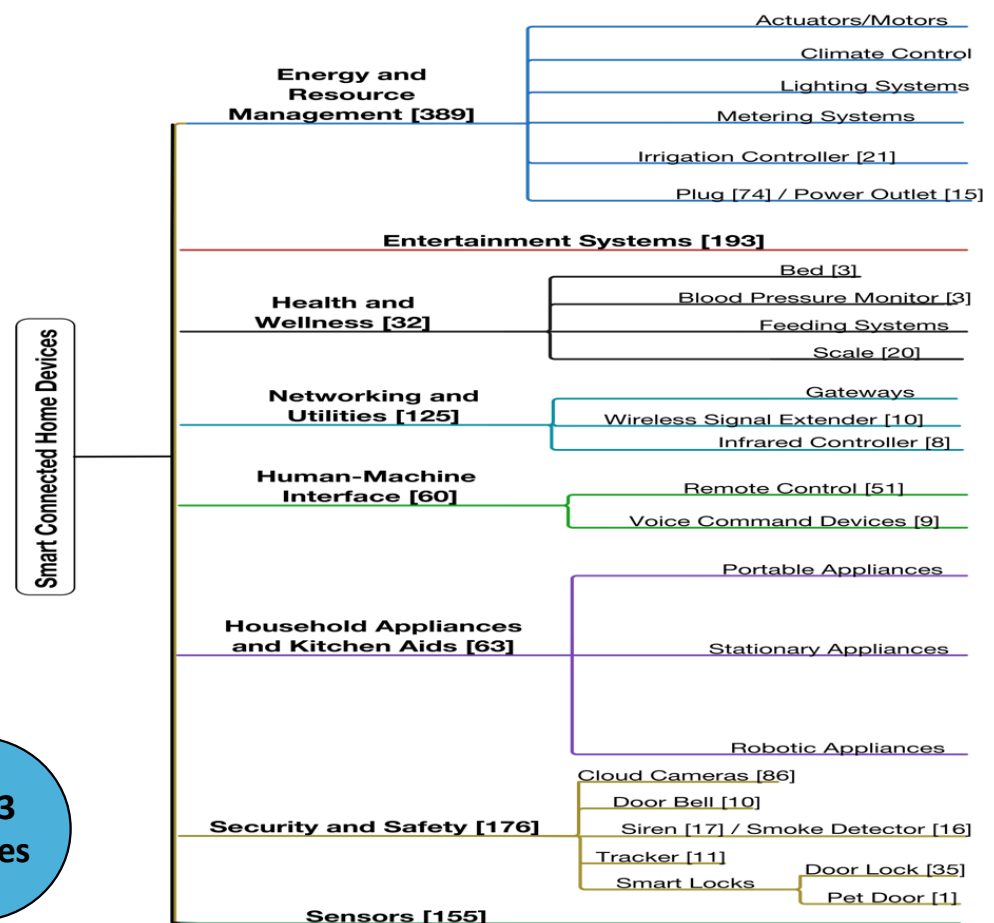 Smart Connected Home Devices
Energy and
Resource
Management [389]
Actuators/Motors
Climate Control
Lighting Systems
Metering Systems
Irrigation Controller [21]
Plug [74] / Power Outlet [15]
Entertainment Systems [193]
Health and
Wellness [32]
Bed [3]
Blood Pressure Monitor [3]
Feeding Systems
Scale [20]
Networking and
Utilities [125]
Gateways
Wireless Signal Extender [10]
Infrared Controller [8]
Human-Machine
Interface [60]
Remote Control [51]
Voice Command Devices [9]
Household Appliances
and Kitchen Aids [63]
Portable Appliances
Stationary Appliances
Robotic Appliances
Security and Safety [176]
Cloud Cameras [86]
Door Bell [10]
Siren [17] / Smoke Detector [16]
Tracker [11]
Smart Locks
Door Lock [35]
Pet Door [1]
Sensors [155]
3
es